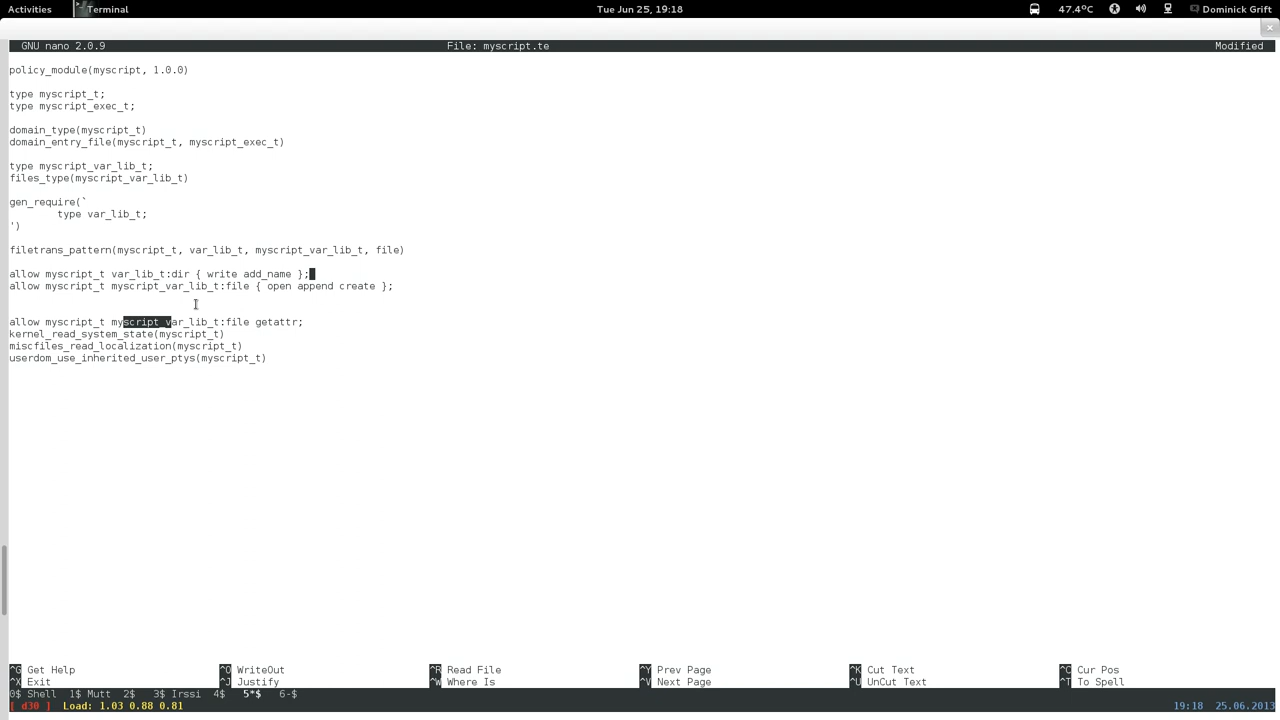 Activities Terminal Tue Jun 25, 19:18 47.4°C Dominick Grift
GNU nano 2.0.9 File: myscript.te Modified
policy_module(myscript, 1.0.0)
type myscript_t;
type myscript_exec_t;
domain_type(myscript_t)
domain_entry_file(myscript_t, myscript_exec_t)
type myscript_var_lib_t;
files_type(myscript_var_lib_t)
gen_require(`
type var_lib_t;
')
filetrans_pattern(myscript_t, var_lib_t, myscript_var_lib_t, file)
allow myscript_t var_lib_t:dir { write add_name };
allow myscript_t myscript_var_lib_t:file { open append create };
allow myscript_t myscript_var_lib_t:file getattr;
kernel_read_system_state(myscript_t)
miscfiles_read_localization(myscript_t)
userdom_use_inherited_user_ptys(myscript_t)
^G Get Help ^O WriteOut ^R Read File ^Y Prev Page ^K Cut Text ^C Cur Pos
^X Exit ^J Justify ^W Where Is ^V Next Page ^U UnCut Text ^T To Spell
0$ Shell 1$ Mutt 2$ 3$ Irssi 4$ 5*$ 6-$
[ d30 ] Load: 1.03 0.88 0.81 19:18 25.06.2013